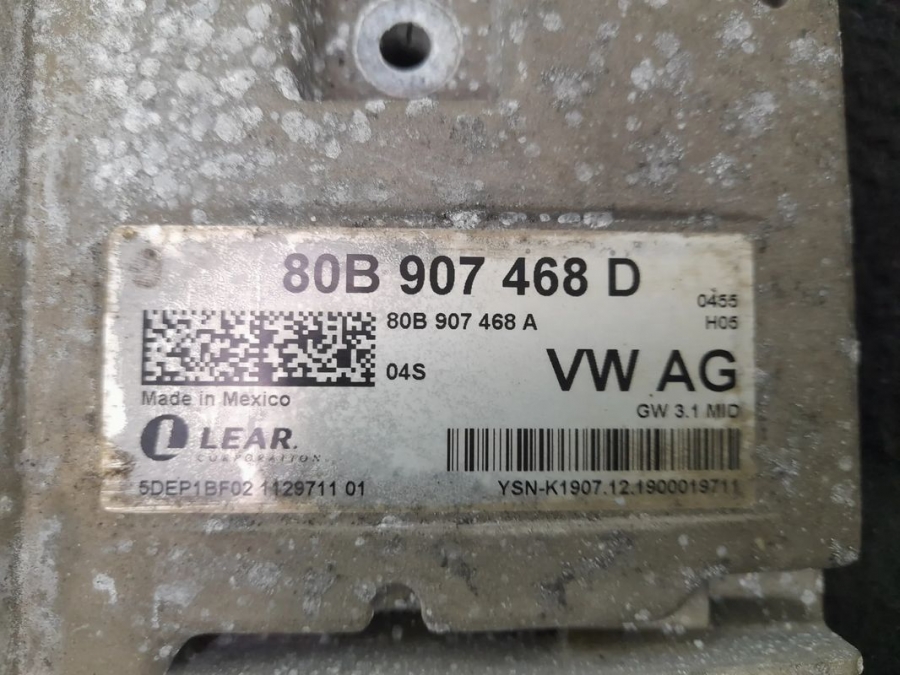 80B 907 468 D
0455
80B 907 468 A
H05
04S
VW AG
Made in Mexico
GW 3.1 MID
LEAR.
CORPORATION
5DEP1BF02 1129711 01
YSN-K1907.12.1900019711